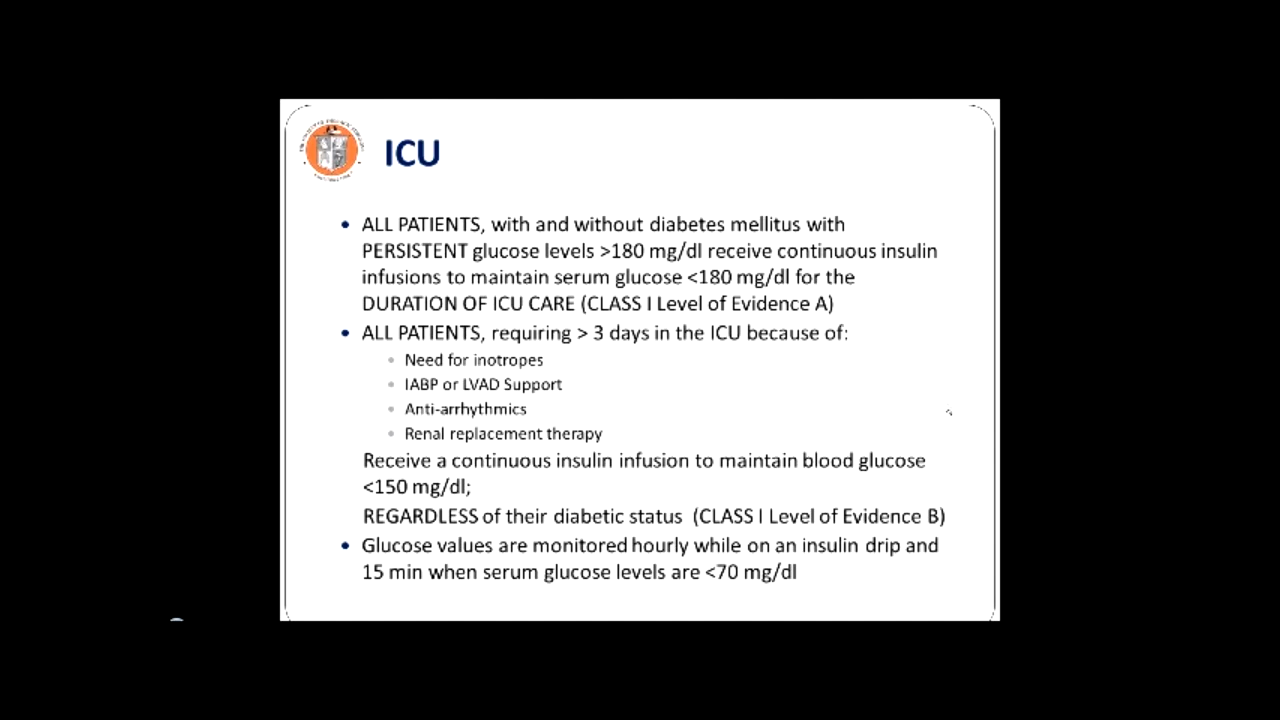 ICU
• ALL PATIENTS, with and without diabetes mellitus with
PERSISTENT glucose levels >180 mg/dl receive continuous insulin
infusions to maintain serum glucose <180 mg/dl for the
DURATION OF ICU CARE (CLASS I Level of Evidence A)
• ALL PATIENTS, requiring > 3 days in the ICU because of:
• Need for inotropes
• IABP or LVAD Support
• Anti-arrhythmics
• Renal replacement therapy
Receive a continuous insulin infusion to maintain blood glucose
<150 mg/dl;
REGARDLESS of their diabetic status (CLASS I Level of Evidence B)
• Glucose values are monitored hourly while on an insulin drip and
15 min when serum glucose levels are <70 mg/dl